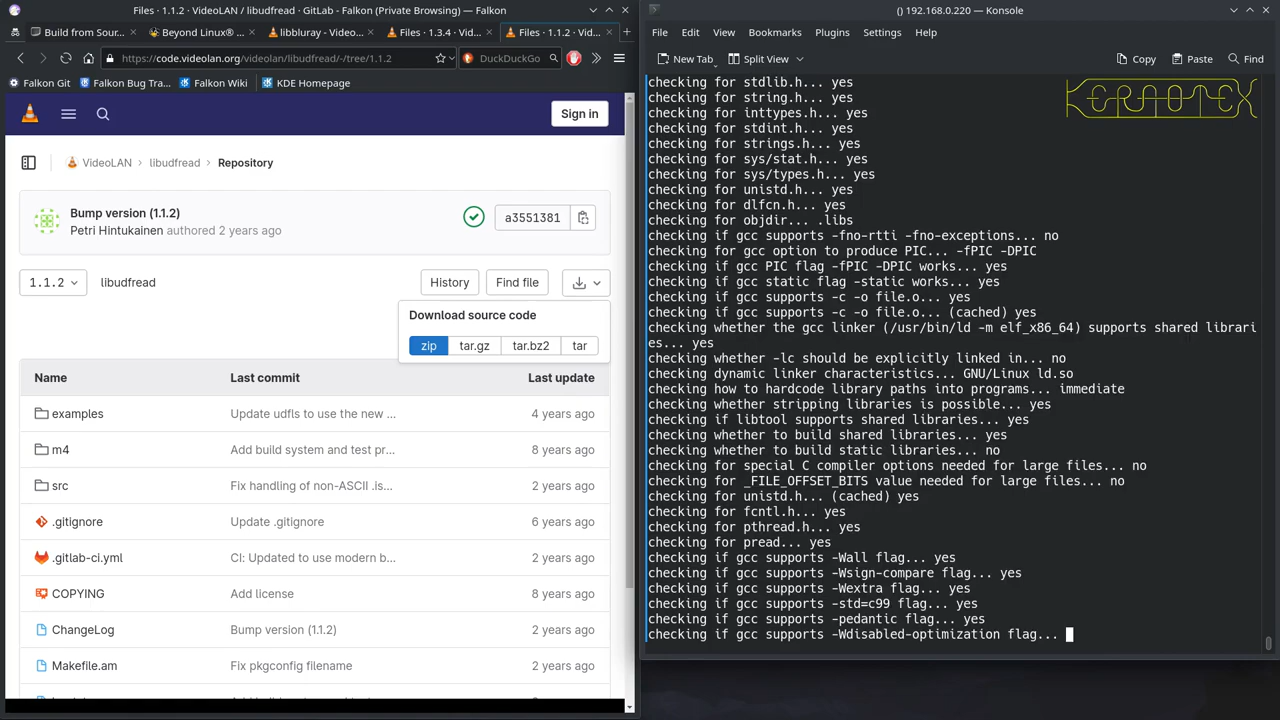 Files · 1.1.2 · VideoLAN / libudfread · GitLab - Falkon (Private Browsing) — Falkon
Build from Sour...
Beyond Linux® ...
libbluray - Video...
Files · 1.3.4 · Vid...
Files · 1.1.2 · Vid...
https://code.videolan.org/videolan/libudfread/-/tree/1.1.2
DuckDuckGo
Falkon Git
Falkon Bug Tra...
Falkon Wiki
KDE Homepage
Sign in
VideoLAN
libudfread
Repository
Bump version (1.1.2)
Petri Hintukainen authored 2 years ago
a3551381
1.1.2
libudfread
History
Find file
Download source code
zip
tar.gz
tar.bz2
tar
Name Last commit Last update
examples Update udfls to use the new ... 4 years ago
m4 Add build system and test pr... 8 years ago
src Fix handling of non-ASCII .is... 2 years ago
.gitignore Update .gitignore 6 years ago
.gitlab-ci.yml CI: Updated to use modern b... 2 years ago
COPYING Add license 8 years ago
ChangeLog Bump version (1.1.2) 2 years ago
Makefile.am Fix pkgconfig filename 2 years ago
() 192.168.0.220 — Konsole
File Edit View Bookmarks Plugins Settings Help
New Tab
Split View
Copy
Paste
Find
KERAOTEX
checking for stdlib.h... yes
checking for string.h... yes
checking for inttypes.h... yes
checking for stdint.h... yes
checking for strings.h... yes
checking for sys/stat.h... yes
checking for sys/types.h... yes
checking for unistd.h... yes
checking for dlfcn.h... yes
checking for objdir... .libs
checking if gcc supports -fno-rtti -fno-exceptions... no
checking for gcc option to produce PIC... -fPIC -DPIC
checking if gcc PIC flag -fPIC -DPIC works... yes
checking if gcc static flag -static works... yes
checking if gcc supports -c -o file.o... yes
checking if gcc supports -c -o file.o... (cached) yes
checking whether the gcc linker (/usr/bin/ld -m elf_x86_64) supports shared librari
es... yes
checking whether -lc should be explicitly linked in... no
checking dynamic linker characteristics... GNU/Linux ld.so
checking how to hardcode library paths into programs... immediate
checking whether stripping libraries is possible... yes
checking if libtool supports shared libraries... yes
checking whether to build shared libraries... yes
checking whether to build static libraries... no
checking for special C compiler options needed for large files... no
checking for _FILE_OFFSET_BITS value needed for large files... no
checking for unistd.h... (cached) yes
checking for fcntl.h... yes
checking for pthread.h... yes
checking for pread... yes
checking if gcc supports -Wall flag... yes
checking if gcc supports -Wsign-compare flag... yes
checking if gcc supports -Wextra flag... yes
checking if gcc supports -std=c99 flag... yes
checking if gcc supports -pedantic flag... yes
checking if gcc supports -Wdisabled-optimization flag...